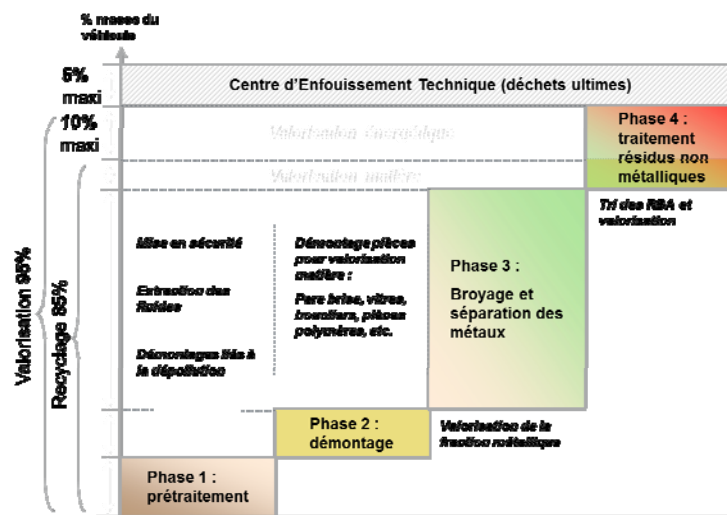 % masses du
véhicule
5%
maxi
Centre d'Enfouissement Technique (déchets ultimes)
10%
maxi
Valorisation énergétique
Valorisation matière
Phase 4 :
traitement
résidus non
métalliques
Tri des RBA et
valorisation
Valorisation 95%
Recyclage 85%
Mise en sécurité
Extraction des
fluides
Démontages liés à
la dépollution
Démontage pièces
pour valorisation
matière :
Pare brise, vitres,
boucliers, pièces
polymères, etc.
Phase 3 :
Broyage et
séparation des
métaux
Phase 2 :
démontage
Valorisation de la
fraction métallique
Phase 1 :
prétraitement